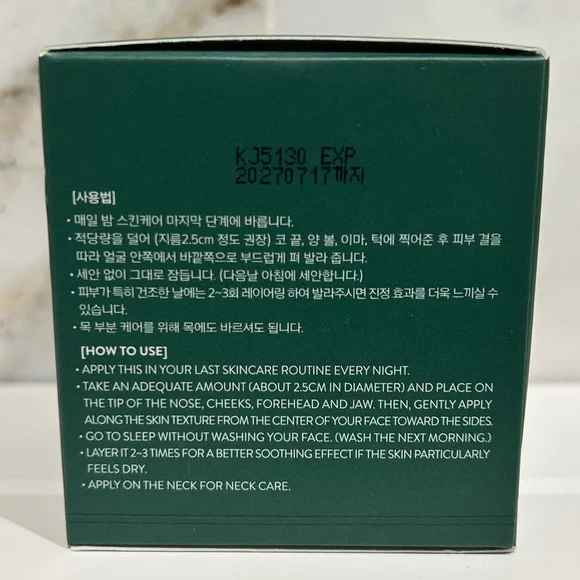 KJ5130 EXP
20270717까지
[사용법]
• 매일 밤 스킨케어 마지막 단계에 바릅니다.
• 적당량을 덜어 (지름2.5cm 정도 권장) 코 끝, 양 볼, 이마, 턱에 찍어준 후 피부 결을
따라 얼굴 안쪽에서 바깥쪽으로 부드럽게 펴 발라 줍니다.
• 세안 없이 그대로 잠듭니다. (다음날 아침에 세안합니다.)
• 피부가 특히 건조한 날에는 2~3회 레이어링 하여 발라주시면 진정 효과를 더욱 느끼실 수
있습니다.
• 목 부분 케어를 위해 목에도 바르셔도 됩니다.
[HOW TO USE]
• APPLY THIS IN YOUR LAST SKINCARE ROUTINE EVERY NIGHT.
• TAKE AN ADEQUATE AMOUNT (ABOUT 2.5CM IN DIAMETER) AND PLACE ON
THE TIP OF THE NOSE, CHEEKS, FOREHEAD AND JAW. THEN, GENTLY APPLY
ALONG THE SKIN TEXTURE FROM THE CENTER OF YOUR FACE TOWARD THE SIDES.
• GO TO SLEEP WITHOUT WASHING YOUR FACE. (WASH THE NEXT MORNING.)
• LAYER IT 2~3 TIMES FOR A BETTER SOOTHING EFFECT IF THE SKIN PARTICULARLY
FEELS DRY.
• APPLY ON THE NECK FOR NECK CARE.